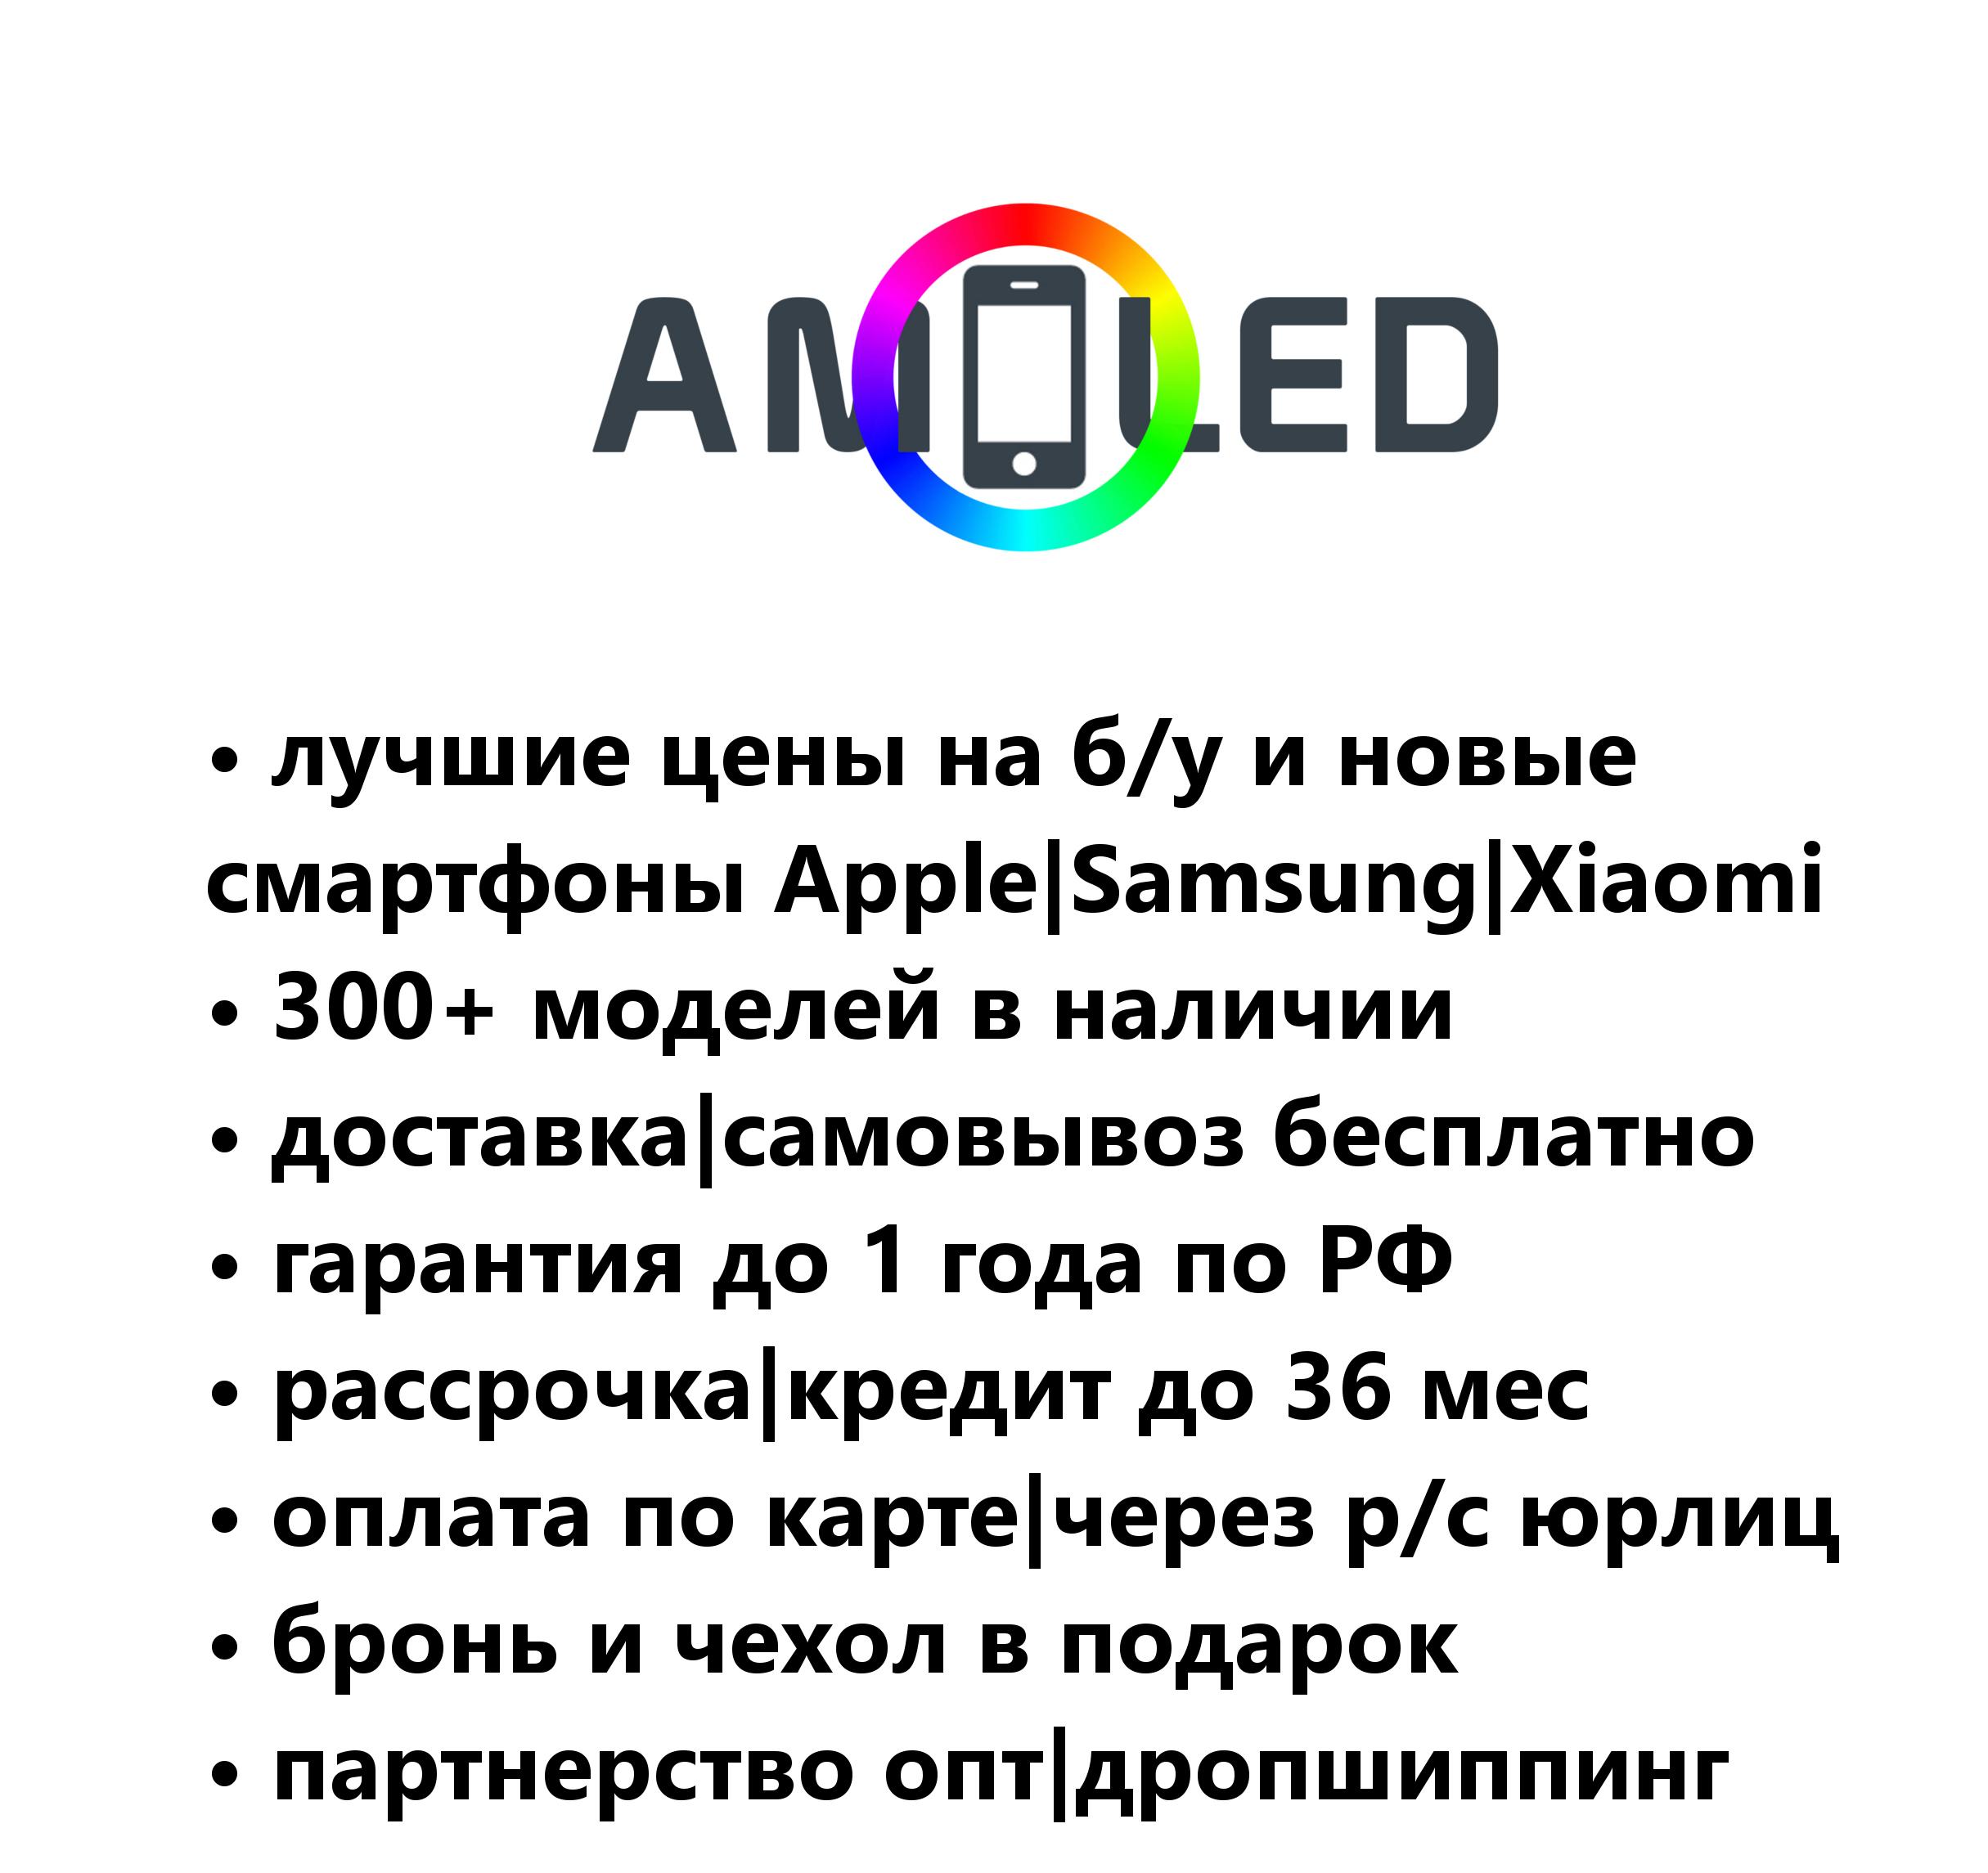 AMOLED
• лучшие цены на б/у и новые
смартфоны Apple|Samsung|Xiaomi
• 300+ моделей в наличии
• доставка|самовывоз бесплатно
• гарантия до 1 года по РФ
• рассрочка|кредит до 36 мес
• оплата по карте|через р/с юрлиц
• бронь и чехол в подарок
• партнерство опт|дропшиппинг